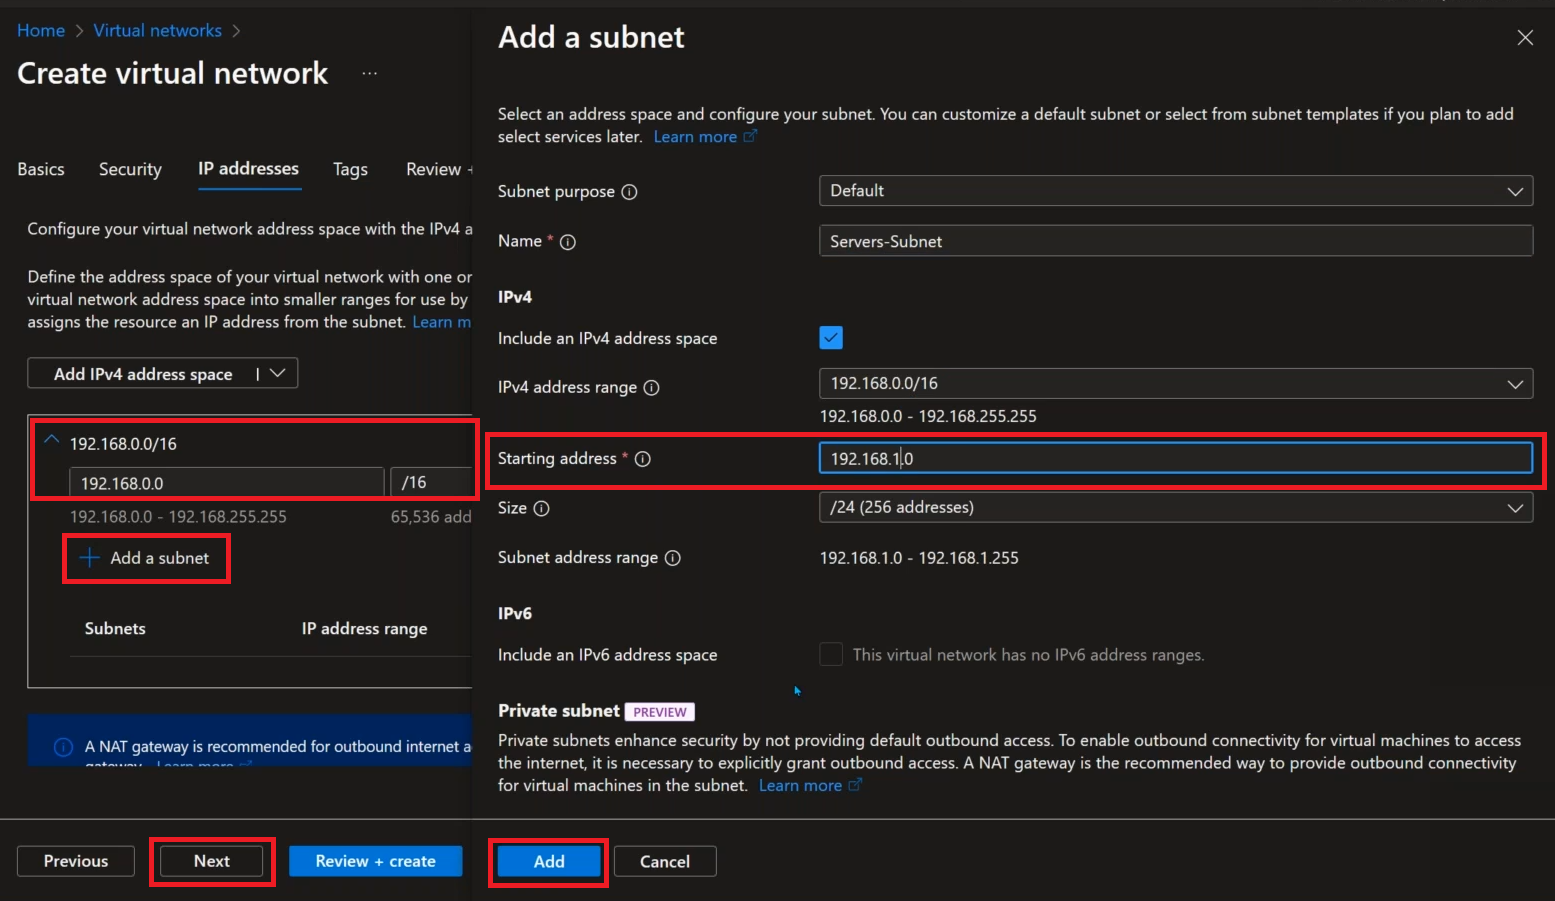 Home > Virtual networks >
Create virtual network ...
Basics Security IP addresses Tags Review +
Configure your virtual network address space with the IPv4 a
Define the address space of your virtual network with one or
virtual network address space into smaller ranges for use by
assigns the resource an IP address from the subnet. Learn m
Add IPv4 address space
192.168.0.0/16
192.168.0.0 /16
192.168.0.0 - 192.168.255.255 65,536 add
+ Add a subnet
Subnets IP address range
A NAT gateway is recommended for outbound internet a
gateway. Learn more
Previous Next Review + create
Add a subnet
Select an address space and configure your subnet. You can customize a default subnet or select from subnet templates if you plan to add
select services later. Learn more
Subnet purpose Default
Name * Servers-Subnet
IPv4
Include an IPv4 address space
IPv4 address range 192.168.0.0/16
192.168.0.0 - 192.168.255.255
Starting address * 192.168.1.0
Size /24 (256 addresses)
Subnet address range 192.168.1.0 - 192.168.1.255
IPv6
Include an IPv6 address space This virtual network has no IPv6 address ranges.
Private subnet PREVIEW
Private subnets enhance security by not providing default outbound access. To enable outbound connectivity for virtual machines to access
the internet, it is necessary to explicitly grant outbound access. A NAT gateway is the recommended way to provide outbound connectivity
for virtual machines in the subnet. Learn more
Add Cancel